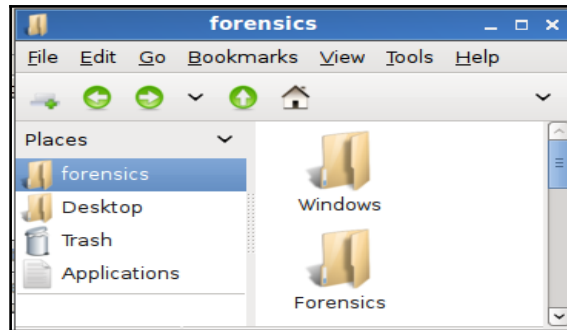 forensics
File Edit Go Bookmarks View Tools Help
Places
forensics
Desktop
Trash
Applications
Windows
Forensics